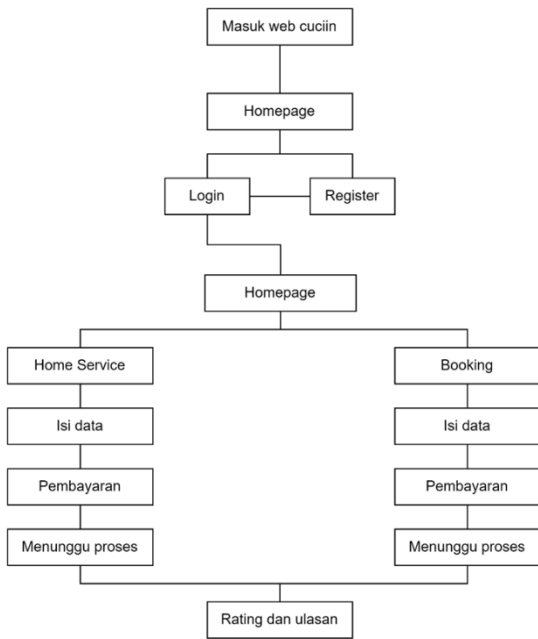 Masuk web cuciin
Homepage
Login
Register
Homepage
Home Service
Booking
Isi data
Isi data
Pembayaran
Pembayaran
Menunggu proses
Menunggu proses
Rating dan ulasan